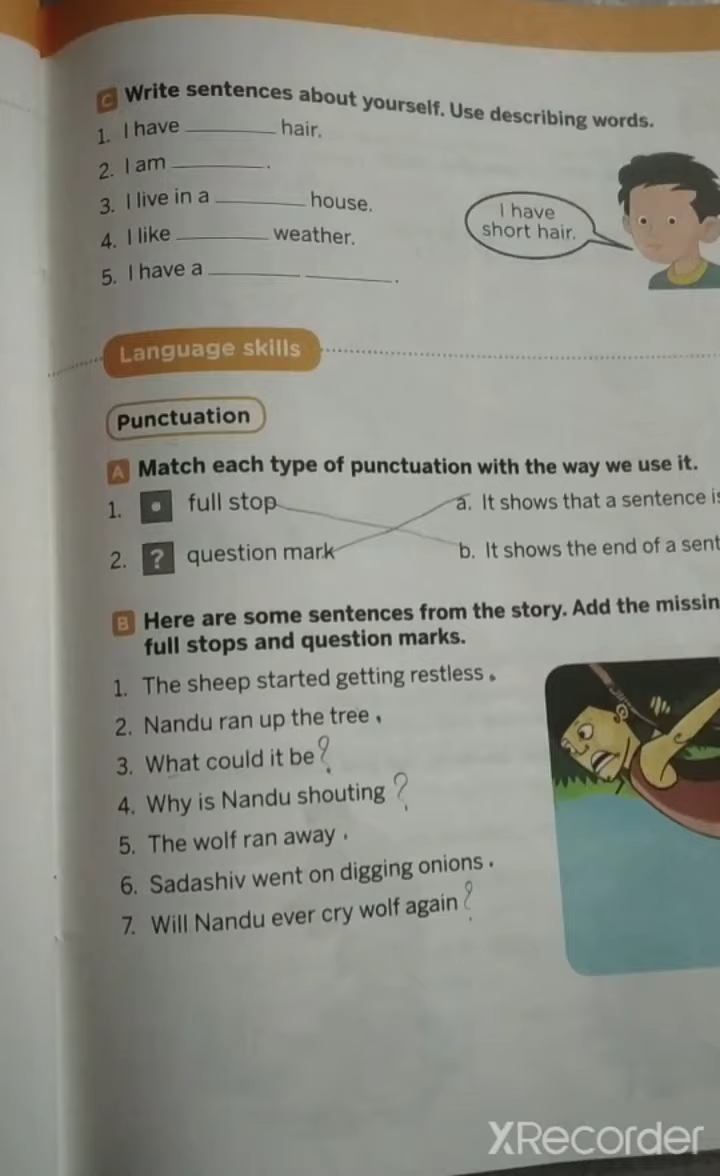 C Write sentences about yourself. Use describing words.
1. I have ________ hair.
2. I am ________.
3. I live in a ________ house.
4. I like ________ weather.
5. I have a ________ ________.
I have
short hair.
Language skills
Punctuation
A Match each type of punctuation with the way we use it.
1. . full stop
a. It shows that a sentence is
2. ? question mark
b. It shows the end of a sent
B Here are some sentences from the story. Add the missin
full stops and question marks.
1. The sheep started getting restless .
2. Nandu ran up the tree .
3. What could it be ?
4. Why is Nandu shouting ?
5. The wolf ran away .
6. Sadashiv went on digging onions .
7. Will Nandu ever cry wolf again ?
XRecorder